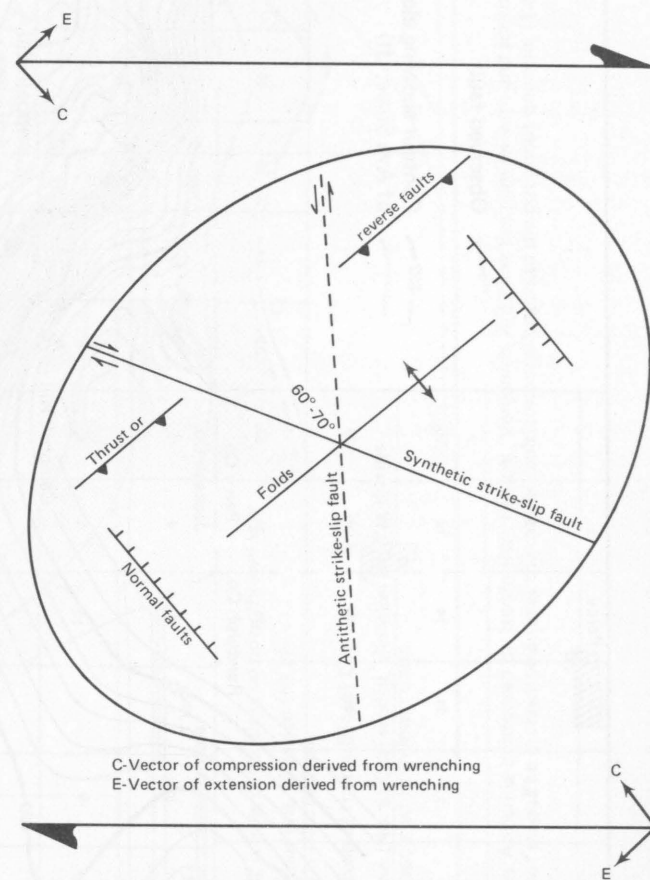 E
C
reverse faults
60°-70°
Thrust or
Folds
Synthetic strike-slip fault
Antithetic strike-slip fault
Normal faults
C-Vector of compression derived from wrenching
E-Vector of extension derived from wrenching
C
E